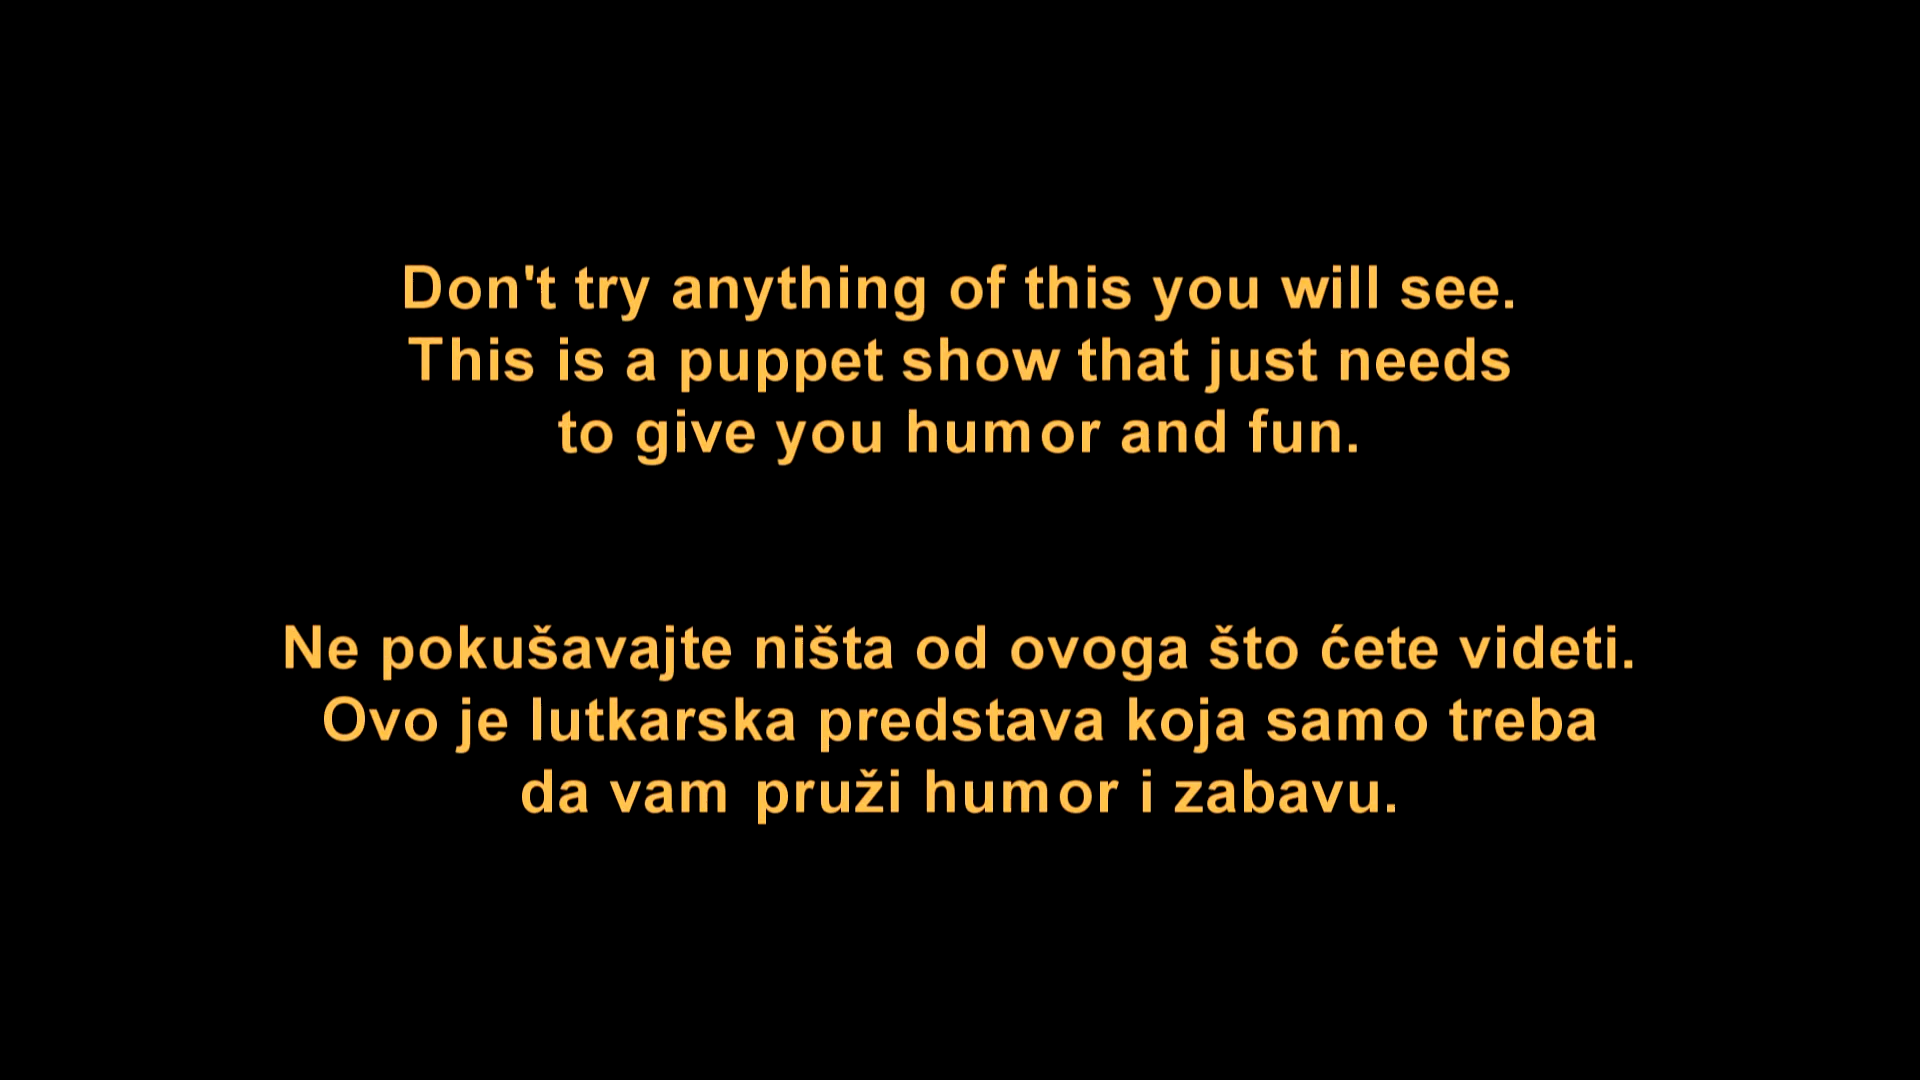 Don't try anything of this you will see.
This is a puppet show that just needs
to give you humor and fun.
Ne pokušavajte ništa od ovoga što ćete videti.
Ovo je lutkarska predstava koja samo treba
da vam pruži humor i zabavu.